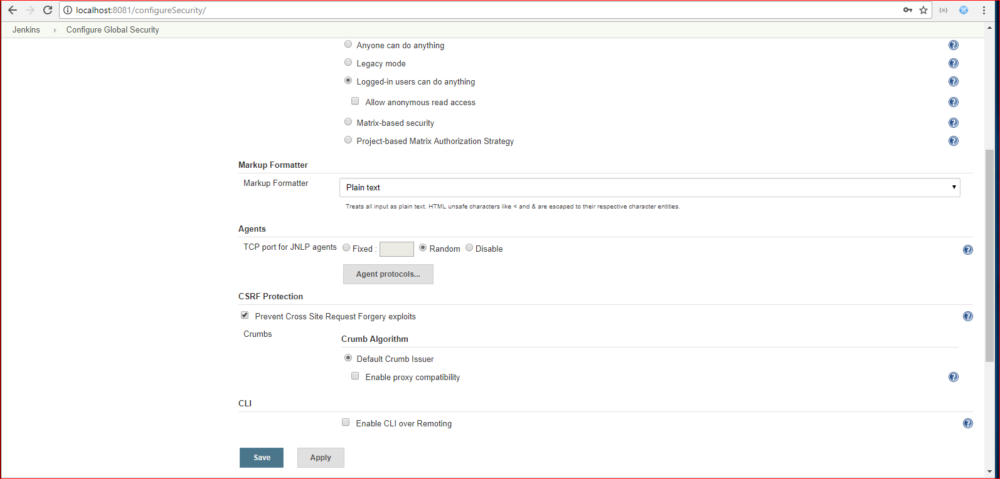 localhost:8081/configureSecurity/
Jenkins Configure Global Security
Anyone can do anything
Legacy mode
Logged-in users can do anything
Allow anonymous read access
Matrix-based security
Project-based Matrix Authorization Strategy
Markup Formatter
Markup Formatter Plain text
Treats all input as plain text. HTML unsafe characters like < and & are escaped to their respective character entities.
Agents
TCP port for JNLP agents Fixed : Random Disable
Agent protocols...
CSRF Protection
Prevent Cross Site Request Forgery exploits
Crumbs
Crumb Algorithm
Default Crumb Issuer
Enable proxy compatibility
CLI
Enable CLI over Remoting
Save Apply